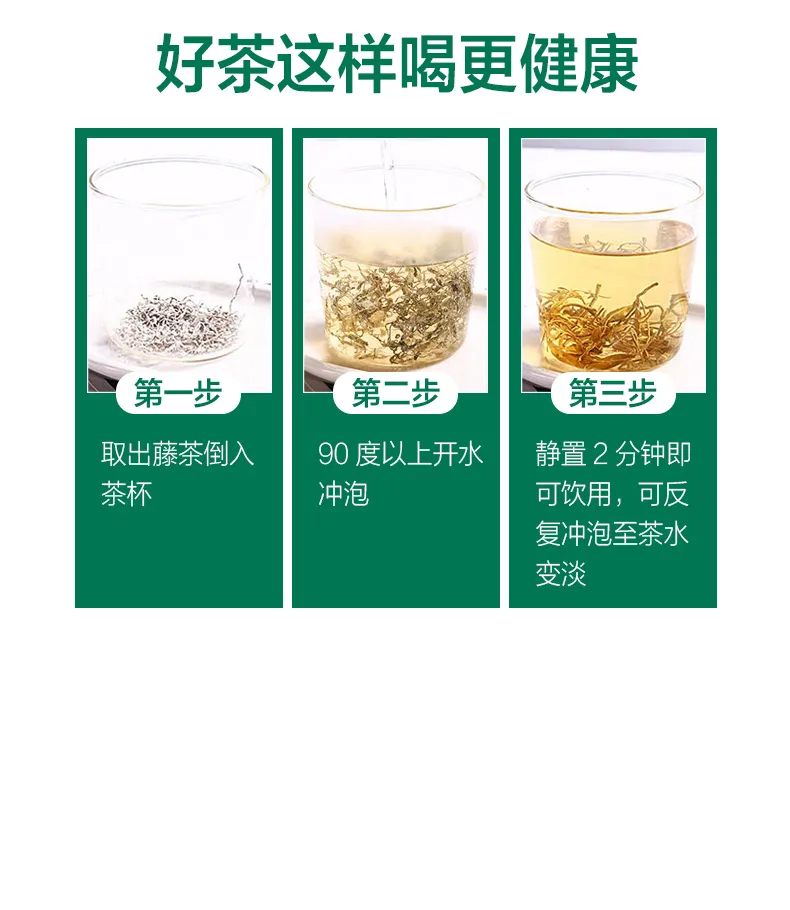 好茶这样喝更健康
第一步
取出藤茶倒入
茶杯
第二步
90 度以上开水
冲泡
第三步
静置 2 分钟即
可饮用，可反
复冲泡至茶水
变淡